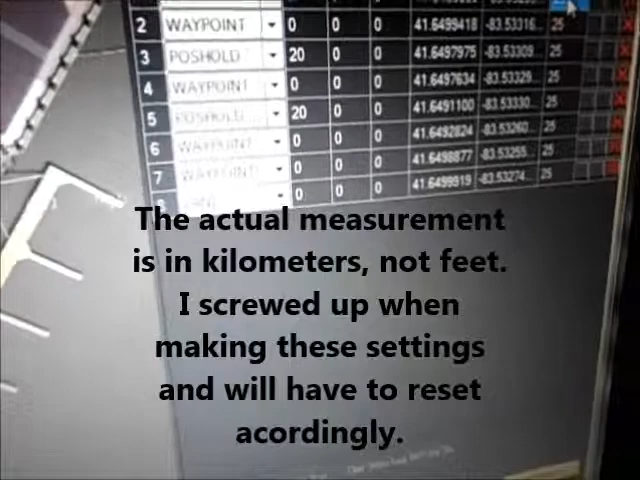 2 WAYPOINT 0 0 0 41.6499418 -83.53316... 25
3 POSHOLD 20 0 0 41.6497975 -83.53309... 25
4 WAYPOINT 0 0 0 41.6497634 -83.53329... 25
5 POSHOLD... 20 0 0 41.6491100 -83.53330... 25
6 WAYPOINT 0 0 0 41.6492824 -83.53260... 25
7 WAYPOINT 0 0 0 41.6498877 -83.53255... 25
0 0 0 41.6499919 -83.53274... 25
The actual measurement
is in kilometers, not feet.
I screwed up when
making these settings
and will have to reset
acordingly.